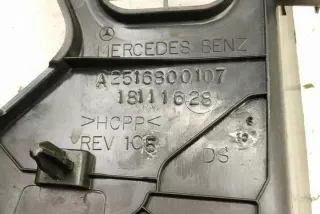 MERCEDES BENZ
A2516800107
18111628
>HCPP<
REV 10E
DS